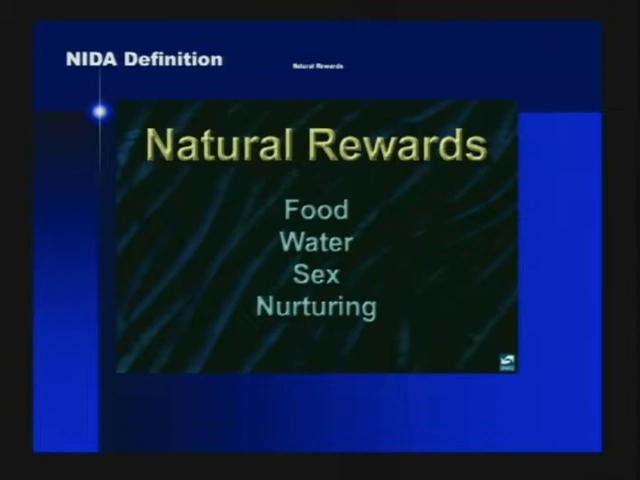 NIDA Definition
Natural Rewards
Natural Rewards
Food
Water
Sex
Nurturing